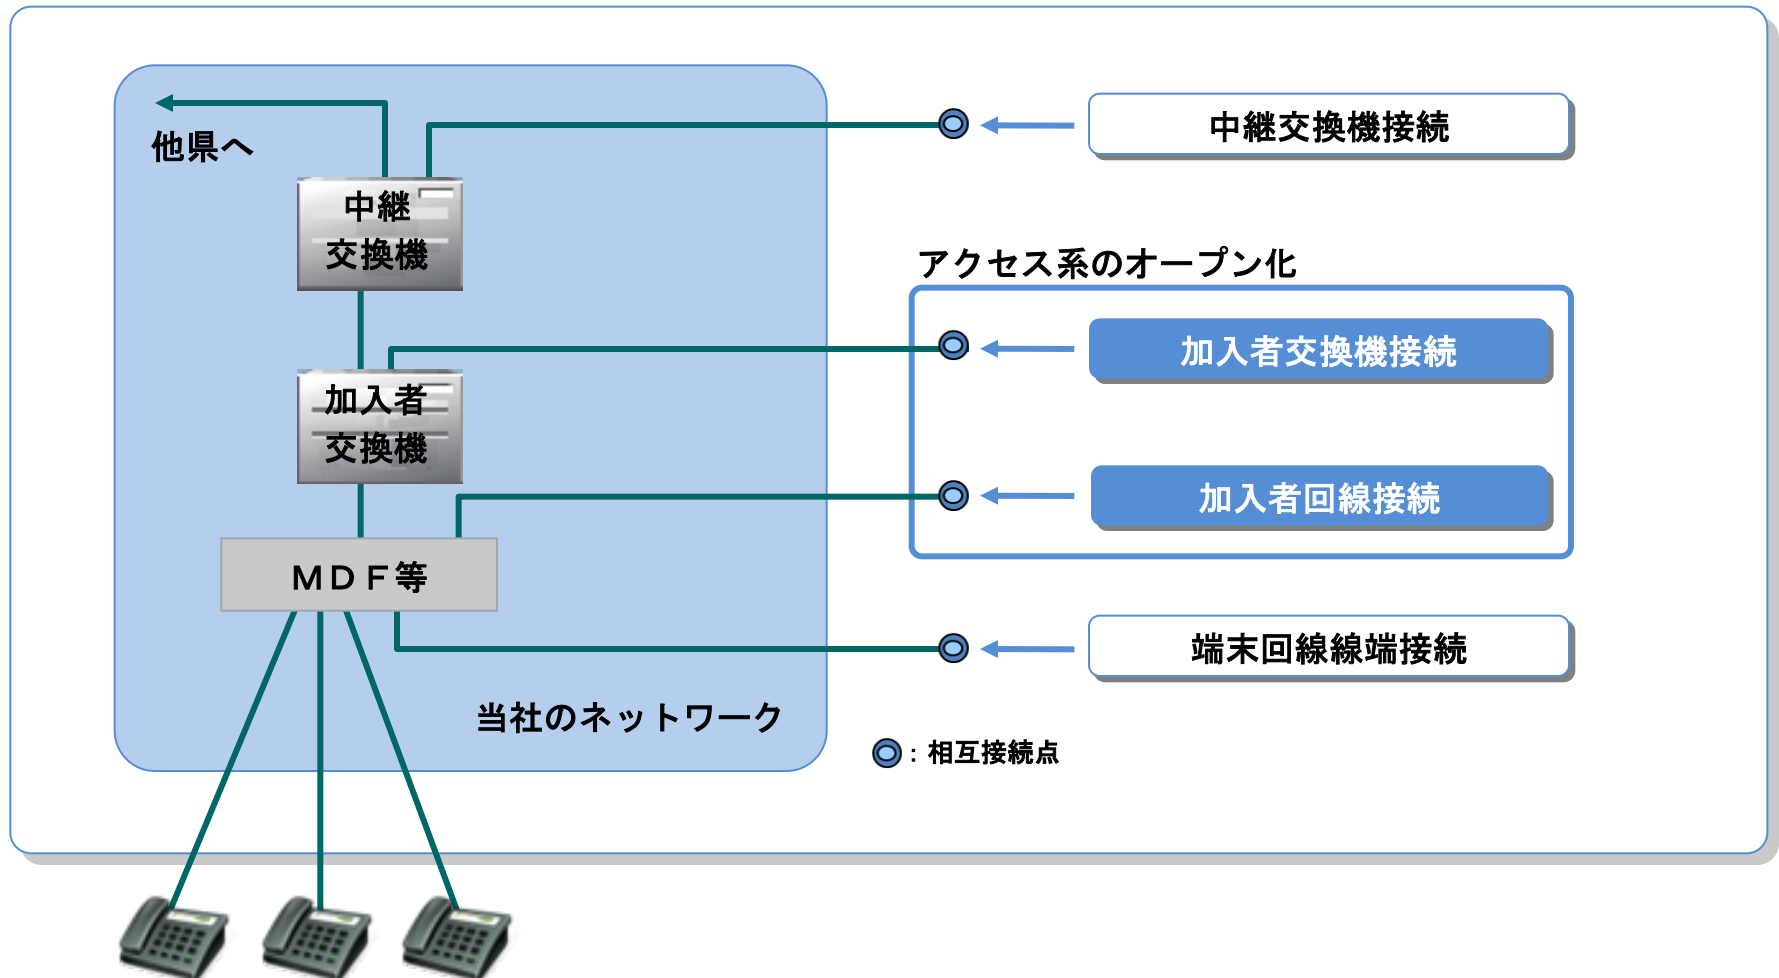 他県へ
中継交換機接続
中継
交換機
アクセス系のオープン化
加入者交換機接続
加入者
交換機
加入者回線接続
ＭＤＦ等
端末回線線端接続
当社のネットワーク
：相互接続点